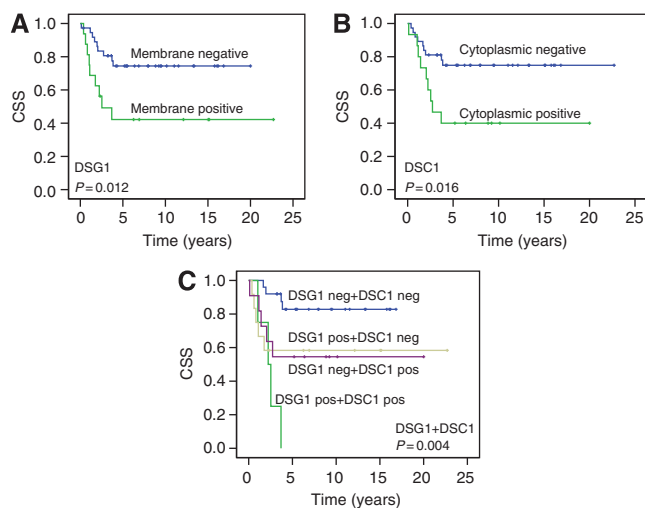 A
1.0
0.8
0.6
0.4
0.2
0.0
CSS
Membrane negative
Membrane positive
DSG1
P=0.012
0 5 10 15 20 25
Time (years)
B
1.0
0.8
0.6
0.4
0.2
0.0
CSS
Cytoplasmic negative
Cytoplasmic positive
DSC1
P=0.016
0 5 10 15 20 25
Time (years)
C
1.0
0.8
0.6
0.4
0.2
0.0
CSS
DSG1 neg+DSC1 neg
DSG1 pos+DSC1 neg
DSG1 neg+DSC1 pos
DSG1 pos+DSC1 pos
DSG1+DSC1
P=0.004
0 5 10 15 20 25
Time (years)